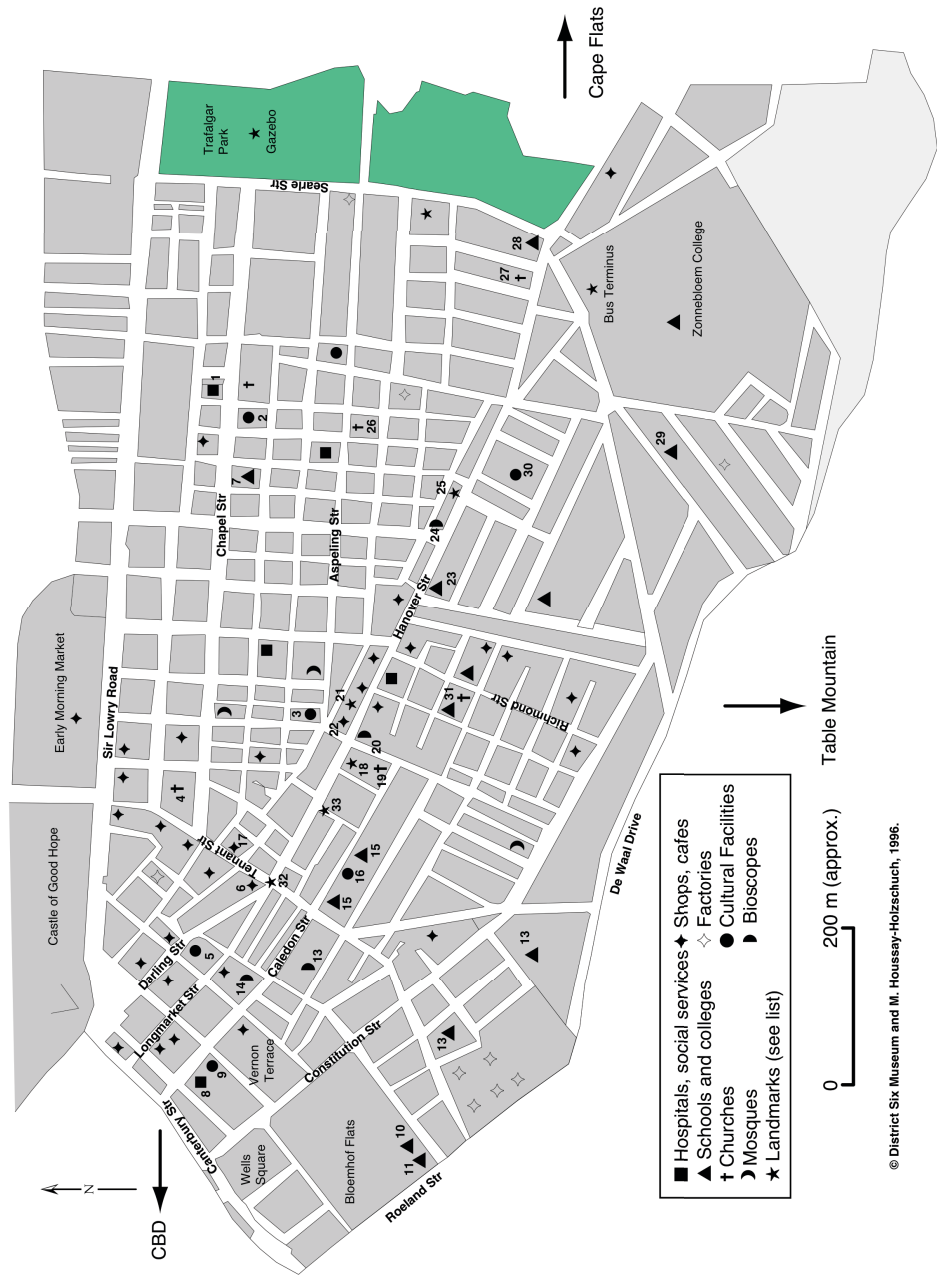 Trafalgar
Park
Gazebo
Cape Flats
Searle Str
28
27
Bus Terminus
Zonnebloem College
1
2
26
7
25
30
29
Chapel Str
Aspeling Str
24
23
Hanover Str
Early Morning Market
Sir Lowry Road
3
21
22
20
31
Richmond Str
4
18
19
33
17
Tennant Str
6
32
15
16
15
Table Mountain
De Waal Drive
Castle of Good Hope
Darling Str
5
Caledon Str
14
13
13
Longmarket Str
Vernon
Terrace
Constitution Str
13
9
8
Canterbury Str
Wells
Square
Bloemhof Flats
10
11
Roeland Str
N
CBD
Hospitals, social services
Shops, cafes
Schools and colleges
Factories
Churches
Cultural Facilities
Mosques
Bioscopes
Landmarks (see list)
0
200 m (approx.)
© District Six Museum and M. Houssay-Holzschuch, 1996.